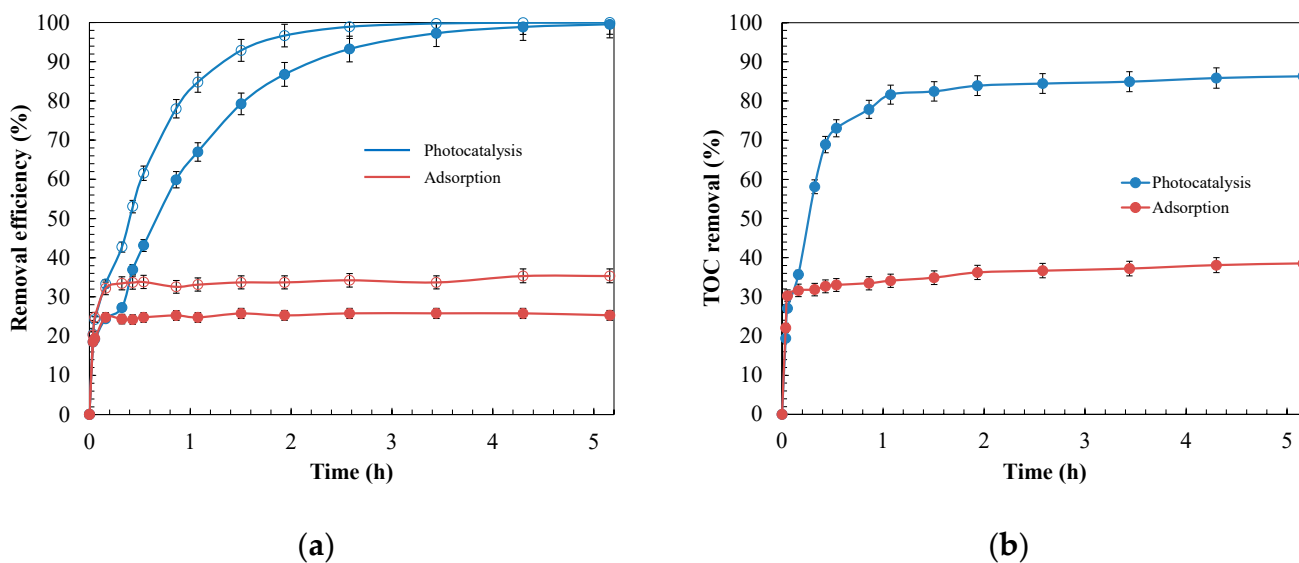 Removal efficiency (%)
100
90
80
70
60
50
40
30
20
10
0
Photocatalysis
Adsorption
0 1 2 3 4 5
Time (h)
(a)
TOC removal (%)
100
90
80
70
60
50
40
30
20
10
0
Photocatalysis
Adsorption
0 1 2 3 4 5
Time (h)
(b)